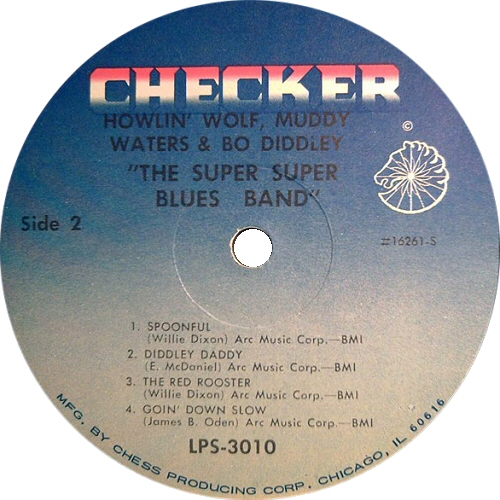 CHECKER
HOWLIN' WOLF, MUDDY
WATERS & BO DIDDLEY
"THE SUPER SUPER
BLUES BAND"
©
Side 2
#16261-S
1. SPOONFUL
(Willie Dixon) Arc Music Corp.—BMI
2. DIDDLEY DADDY
(E. McDaniel) Arc Music Corp.—BMI
3. THE RED ROOSTER
(Willie Dixon) Arc Music Corp.—BMI
4. GOIN' DOWN SLOW
(James B. Oden) Arc Music Corp.—BMI
LPS-3010
MFG. BY CHESS PRODUCING CORP., CHICAGO, IL 60616